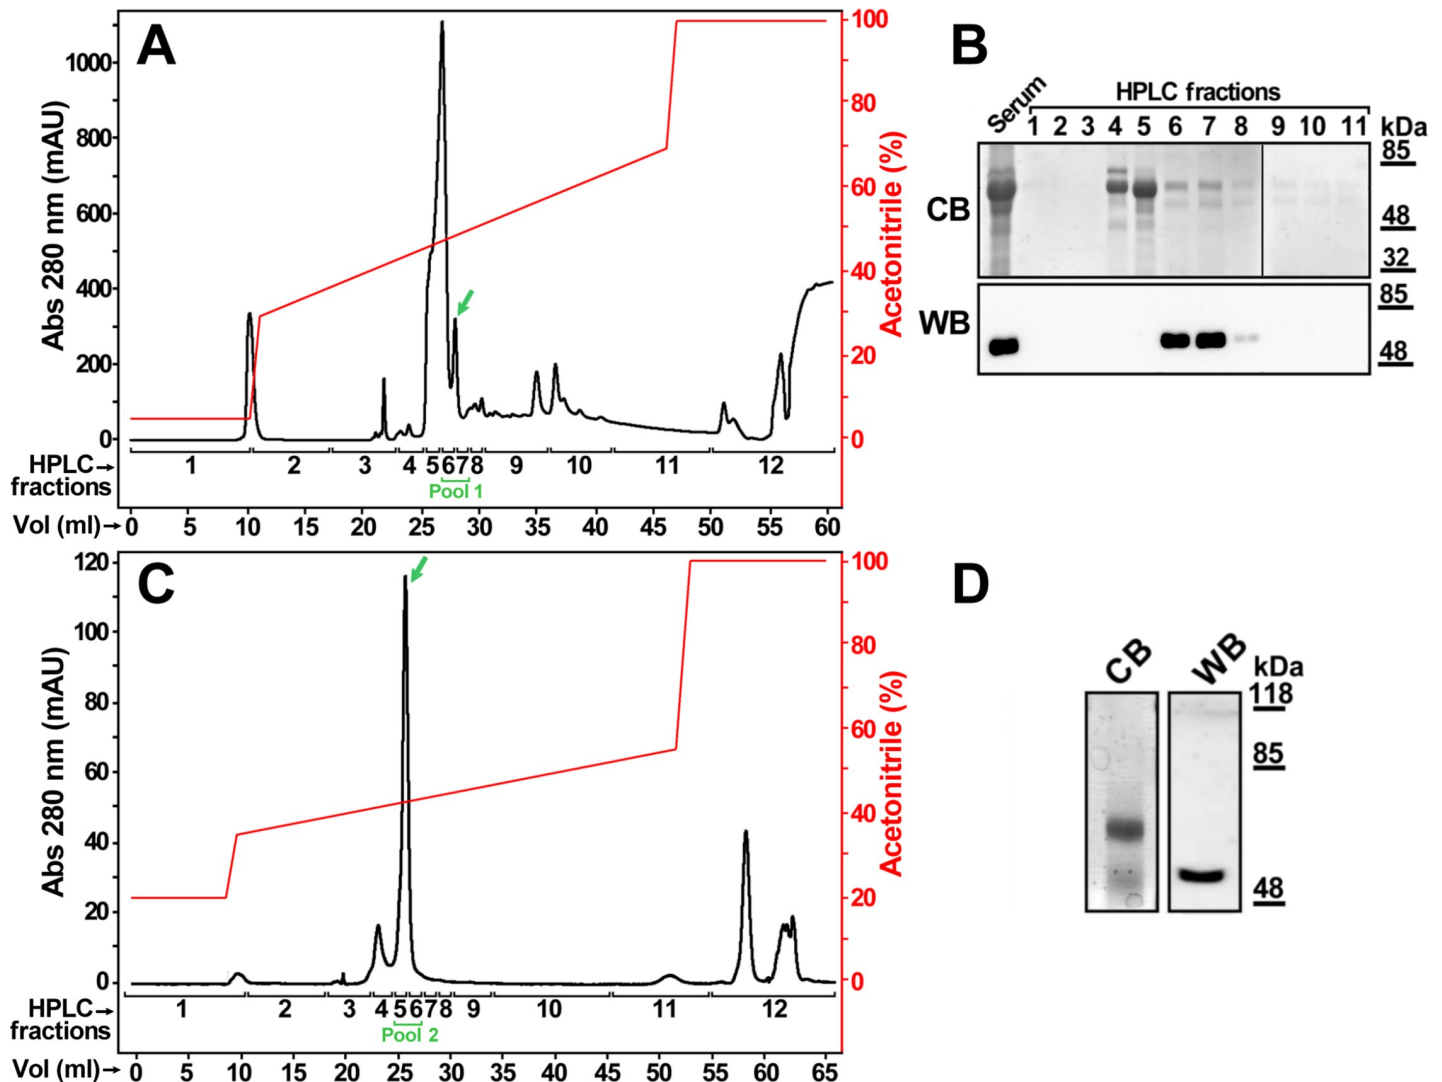 A
Abs 280 nm (mAU)
1000
800
600
400
200
0
Acetonitrile (%)
100
80
60
40
20
0
HPLC→
fractions
1 2 3 4 5 6 7 8 9 10 11 12
Pool 1
Vol (ml)→ 0 5 10 15 20 25 30 35 40 45 50 55 60
B
Serum
HPLC fractions
1 2 3 4 5 6 7 8 9 10 11 kDa
CB
85
48
32
WB
85
48
C
Abs 280 nm (mAU)
120
100
80
60
40
20
0
Acetonitrile (%)
100
80
60
40
20
0
HPLC→
fractions
1 2 3 4 5 6 7 8 9 10 11 12
Pool 2
Vol (ml)→ 0 5 10 15 20 25 30 35 40 45 50 55 60 65
D
CB WB kDa
118
85
48